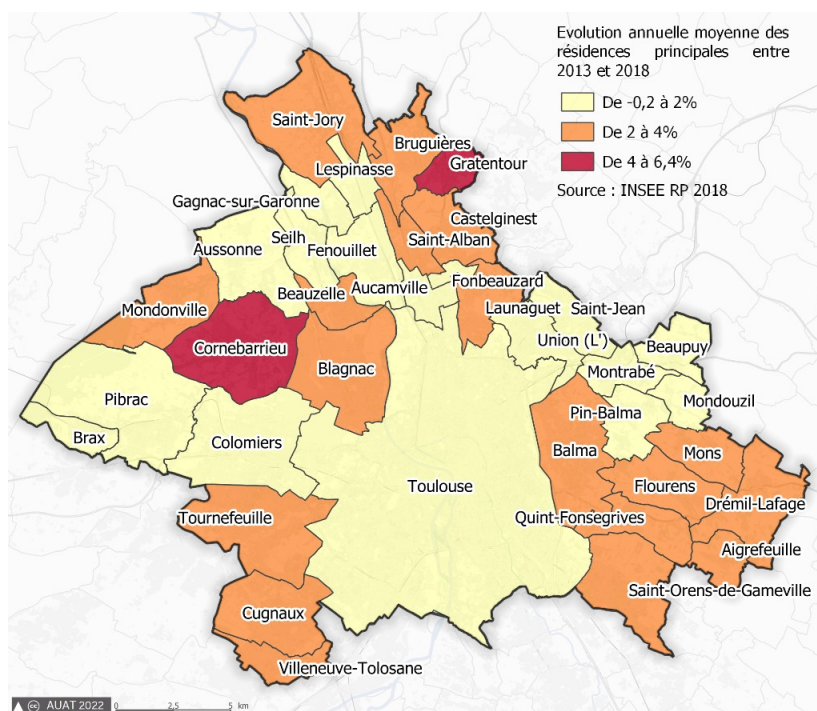 Evolution annuelle moyenne des
résidences principales entre
2013 et 2018
De -0,2 à 2%
De 2 à 4%
De 4 à 6,4%
Source : INSEE RP 2018
Saint-Jory
Bruguières
Gratentour
Lespinasse
Gagnac-sur-Garonne
Castelginest
Seilh
Saint-Alban
Aussonne
Fenouillet
Fonbeauzard
Beauzelle
Aucamville
Mondonville
Launaguet
Saint-Jean
Union (L')
Cornebarrieu
Beaupuy
Blagnac
Montrabé
Pibrac
Mondouzil
Pin-Balma
Brax
Colomiers
Balma
Mons
Toulouse
Flourens
Drémil-Lafage
Tournefeuille
Quint-Fonsegrives
Aigrefeuille
Saint-Orens-de-Gameville
Cugnaux
Villeneuve-Tolosane
cc AUAT 2022
0 2,5 5 km